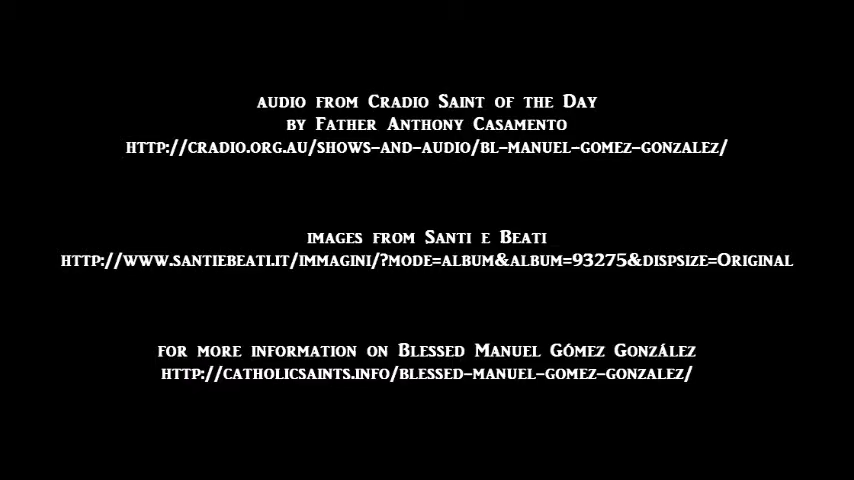 audio from Cradio Saint of the Day
by Father Anthony Casamento
http://cradio.org.au/shows-and-audio/bl-manuel-gomez-gonzalez/
images from Santi e Beati
http://www.santiebeati.it/immagini/?mode=album&album=93275&dispsize=Original
for more information on Blessed Manuel Gómez González
http://catholicsaints.info/blessed-manuel-gomez-gonzalez/